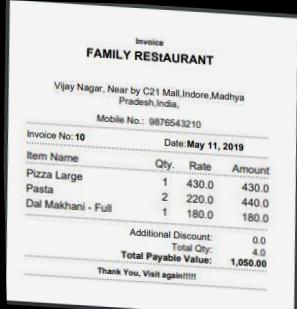 Invoice
FAMILY REStAURANT
Vijay Nagar, Near by C21 Mall,Indore,Madhya
Pradesh,India,
Mobile No.: 9876543210
Invoice No: 10 Date:May 11, 2019
Item Name Qty. Rate Amount
Pizza Large 1 430.0 430.0
Pasta 2 220.0 440.0
Dal Makhani - Full 1 180.0 180.0
Additional Discount: 0.0
Total Qty: 4.0
Total Payable Value: 1,050.00
Thank You, Visit again!!!!!